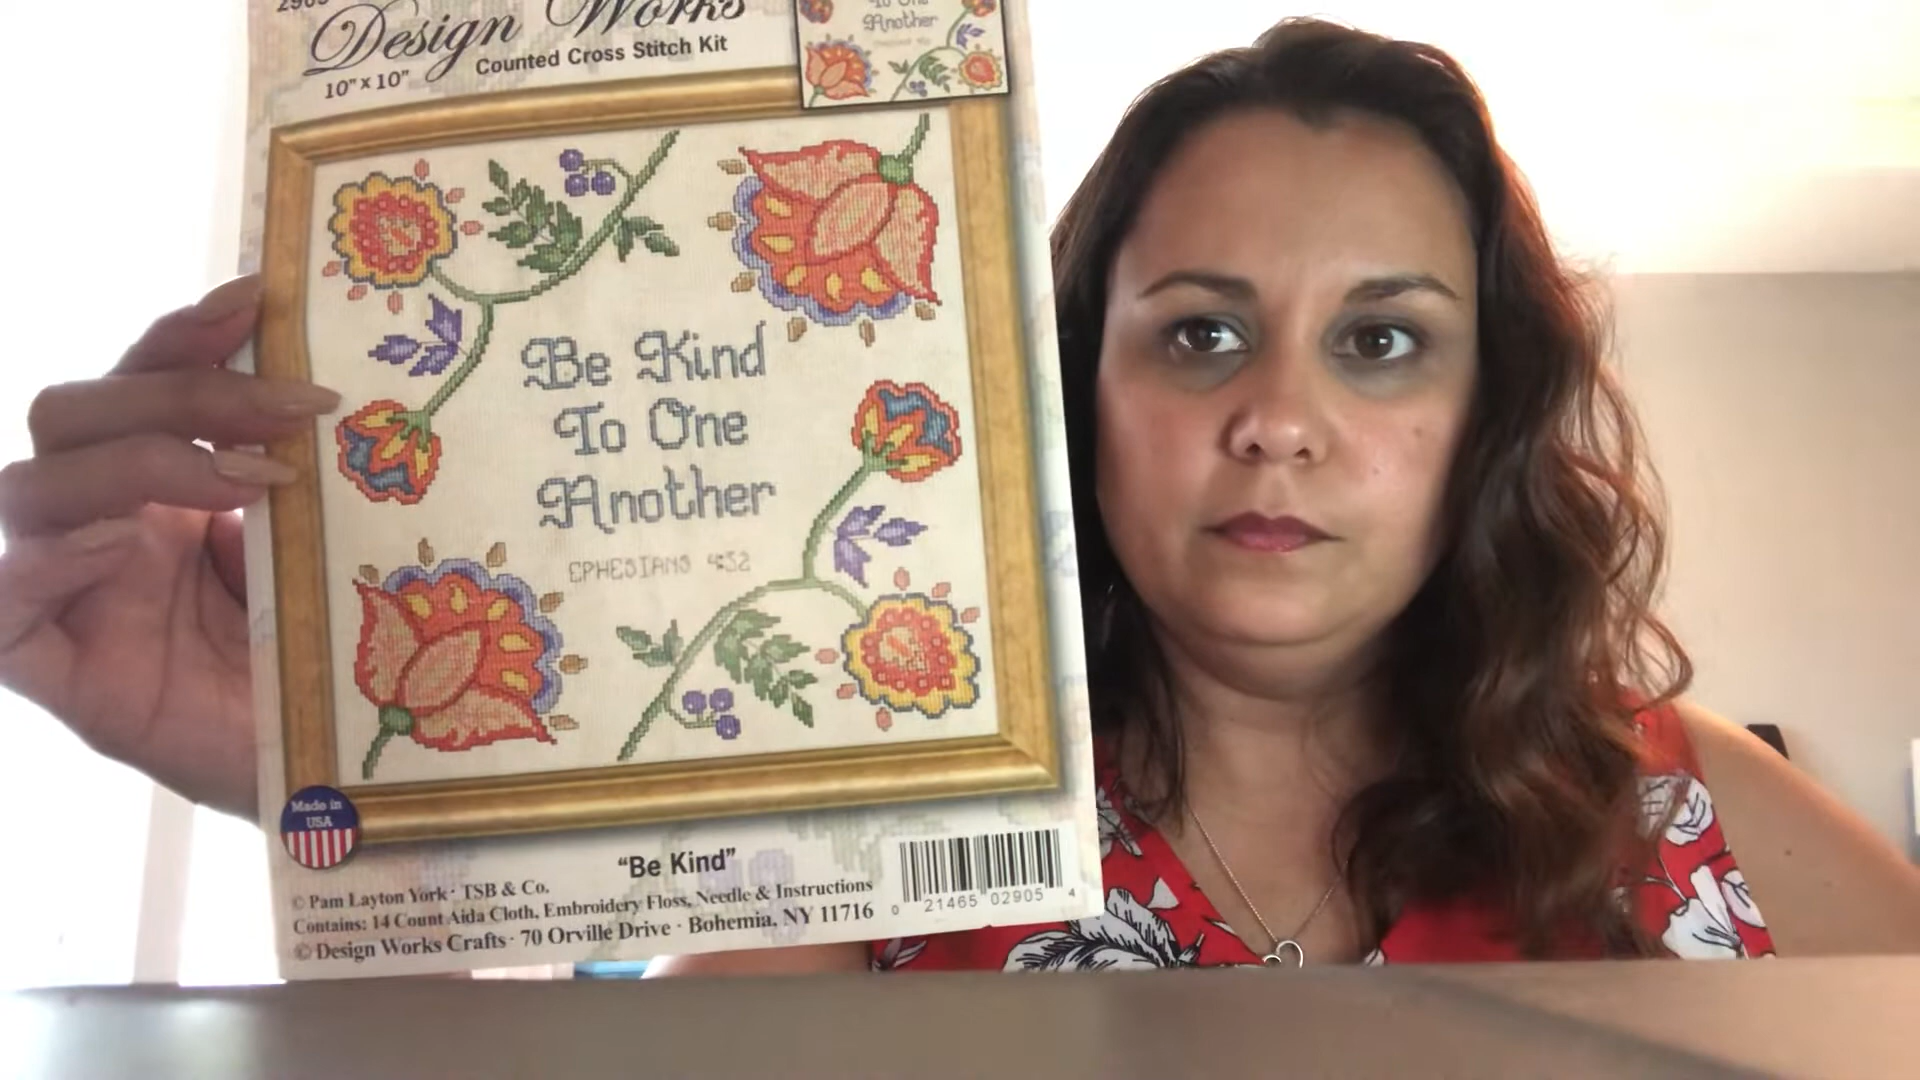 Design Works
Counted Cross Stitch Kit
10" x 10"
To One
Another
Be Kind
To One
Another
EPHESIANS 4:32
Made in
USA
"Be Kind"
© Pam Layton York · TSB & Co.
Contains: 14 Count Aida Cloth, Embroidery Floss, Needle & Instructions
© Design Works Crafts · 70 Orville Drive · Bohemia, NY 11716
0 21465 02905 4